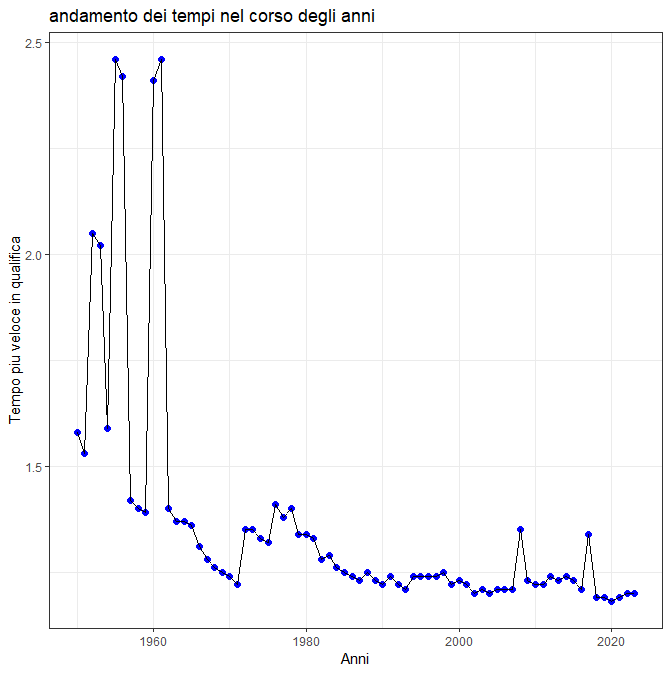 andamento dei tempi nel corso degli anni
2.5
2.0
1.5
Tempo piu veloce in qualifica
1960
1980
2000
2020
Anni